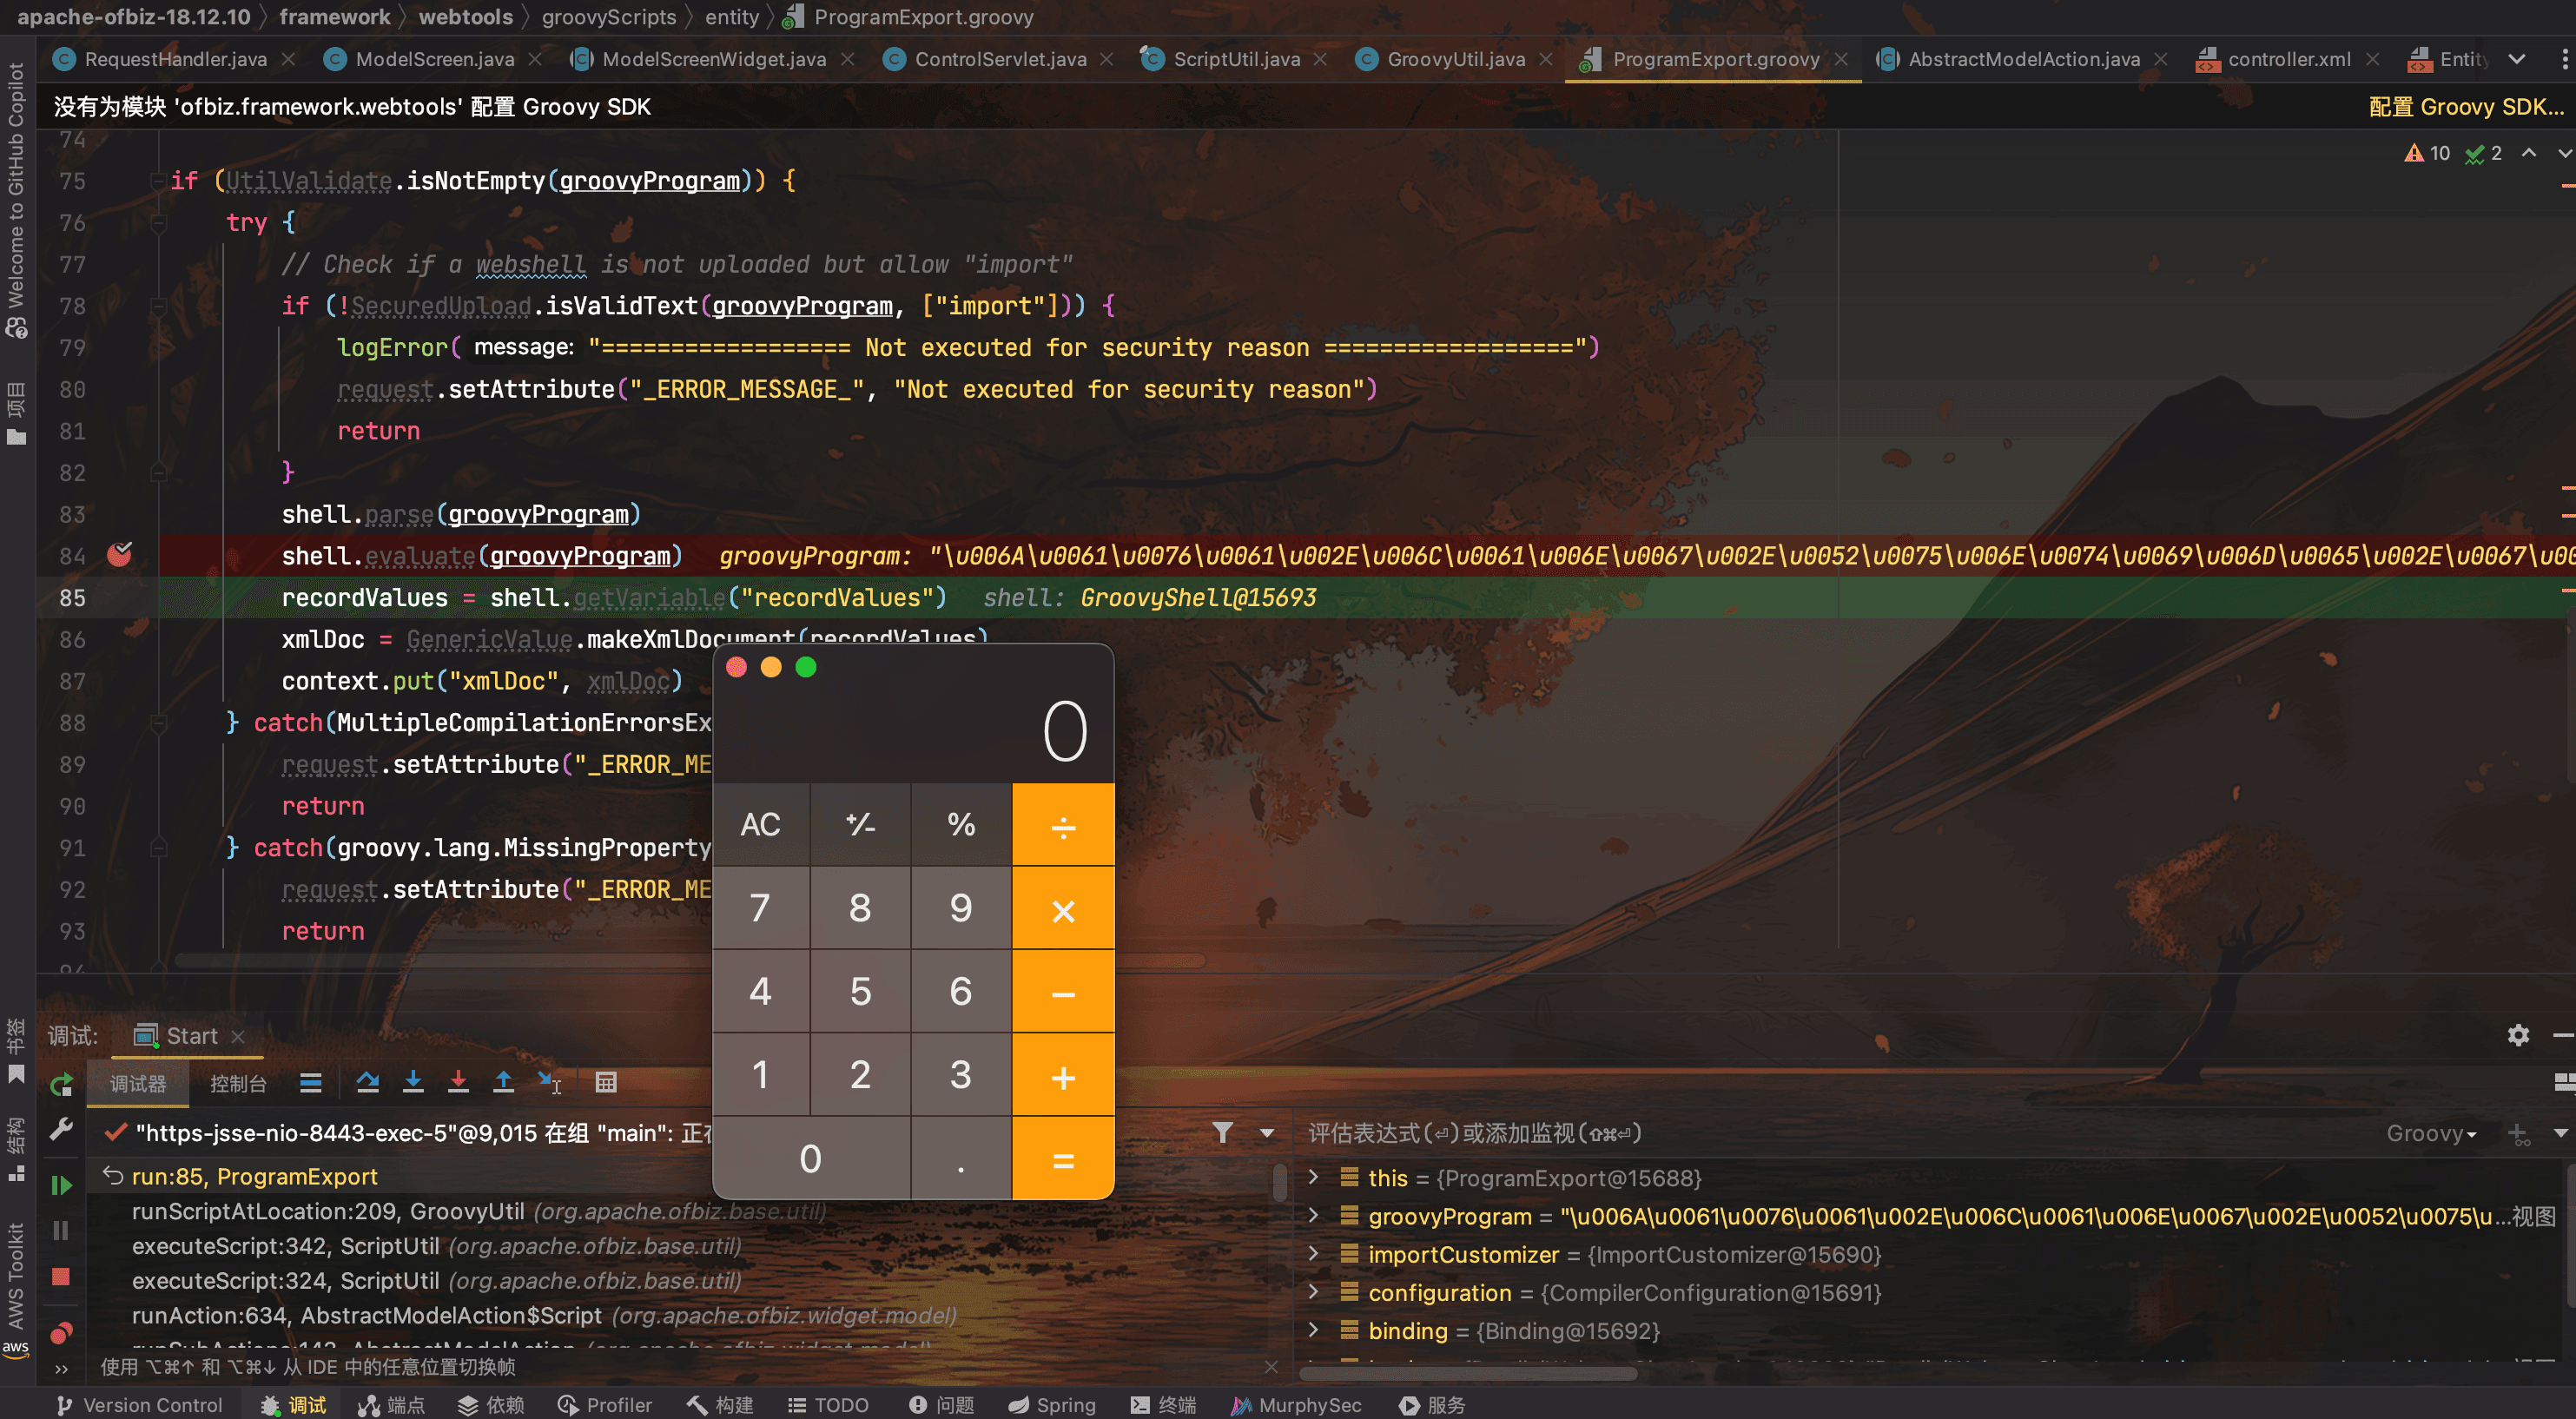 apache-ofbiz-18.12.10 framework webtools groovyScripts entity ProgramExport.groovy
RequestHandler.java ModelScreen.java ModelScreenWidget.java ControlServlet.java ScriptUtil.java GroovyUtil.java ProgramExport.groovy AbstractModelAction.java controller.xml Entity
没有为模块 'ofbiz.framework.webtools' 配置 Groovy SDK
配置 Groovy SDK...
Welcome to GitHub Copilot
项目
书签
结构
AWS Toolkit
aws
10 2
74
75 if (UtilValidate.isNotEmpty(groovyProgram)) {
76 try {
77 // Check if a webshell is not uploaded but allow "import"
78 if (!SecuredUpload.isValidText(groovyProgram, ["import"])) {
79 logError( message: "================== Not executed for security reason ==================")
80 request.setAttribute("_ERROR_MESSAGE_", "Not executed for security reason")
81 return
82 }
83 shell.parse(groovyProgram)
84 shell.evaluate(groovyProgram) groovyProgram: "\u006A\u0061\u0076\u0061\u002E\u006C\u0061\u006E\u0067\u002E\u0052\u0075\u006E\u0074\u0069\u006D\u0065\u002E\u0067\u00
85 recordValues = shell.getVariable("recordValues") shell: GroovyShell@15693
86 xmlDoc = GenericValue.makeXmlDocument(recordValues)
87 context.put("xmlDoc", xmlDoc)
88 } catch(MultipleCompilationErrorsEx
89 request.setAttribute("_ERROR_ME
90 return
91 } catch(groovy.lang.MissingProperty
92 request.setAttribute("_ERROR_ME
93 return
94
0
AC +/- % ÷
7 8 9 ×
4 5 6 −
1 2 3 +
0 . =
调试: Start
调试器 控制台
"https-jsse-nio-8443-exec-5"@9,015 在组 "main": 正在
run:85, ProgramExport
runScriptAtLocation:209, GroovyUtil (org.apache.ofbiz.base.util)
executeScript:342, ScriptUtil (org.apache.ofbiz.base.util)
executeScript:324, ScriptUtil (org.apache.ofbiz.base.util)
runAction:634, AbstractModelAction$Script (org.apache.ofbiz.widget.model)
runSubActions:142, AbstractModelAction (org.apache.ofbiz.widget.model)
使用 ⌥⌘↑ 和 ⌥⌘↓ 从 IDE 中的任意位置切换帧
评估表达式(⏎)或添加监视(⇧⌘⏎)
Groovy
this = {ProgramExport@15688}
groovyProgram = "\u006A\u0061\u0076\u0061\u002E\u006C\u0061\u006E\u0067\u002E\u0052\u0075\u...视图
importCustomizer = {ImportCustomizer@15690}
configuration = {CompilerConfiguration@15691}
binding = {Binding@15692}
Version Control 调试 端点 依赖 Profiler 构建 TODO 问题 Spring 终端 MurphySec 服务